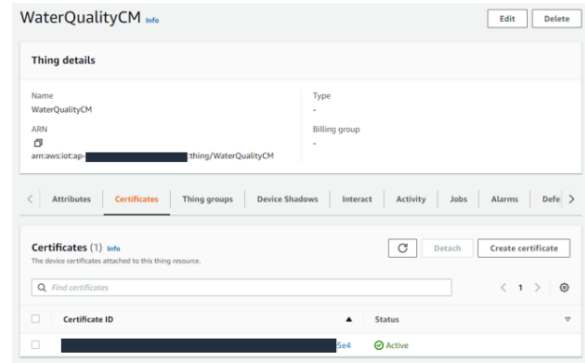 WaterQualityCM Info
Edit
Delete
Thing details
Name
WaterQualityCM
Type
-
ARN
arn:aws:iot:ap- :thing/WaterQualityCM
Billing group
-
Attributes
Certificates
Thing groups
Device Shadows
Interact
Activity
Jobs
Alarms
Defe
Certificates (1) Info
The device certificates attached to this thing resource.
Detach
Create certificate
Find certificates
1
Certificate ID
Status
5e4
Active